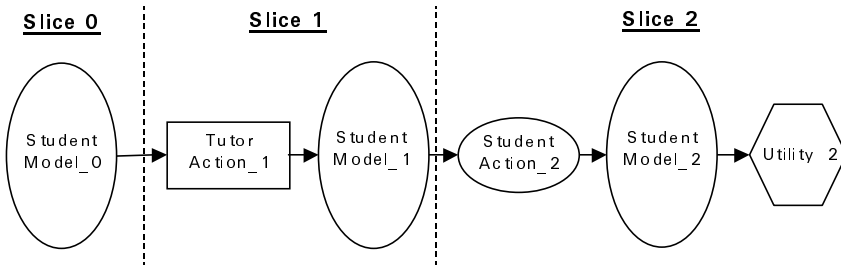 Slice 0
Slice 1
Slice 2
Student
Model_0
Tutor
Action_1
Student
Model_1
Student
Action_2
Student
Model_2
Utility 2